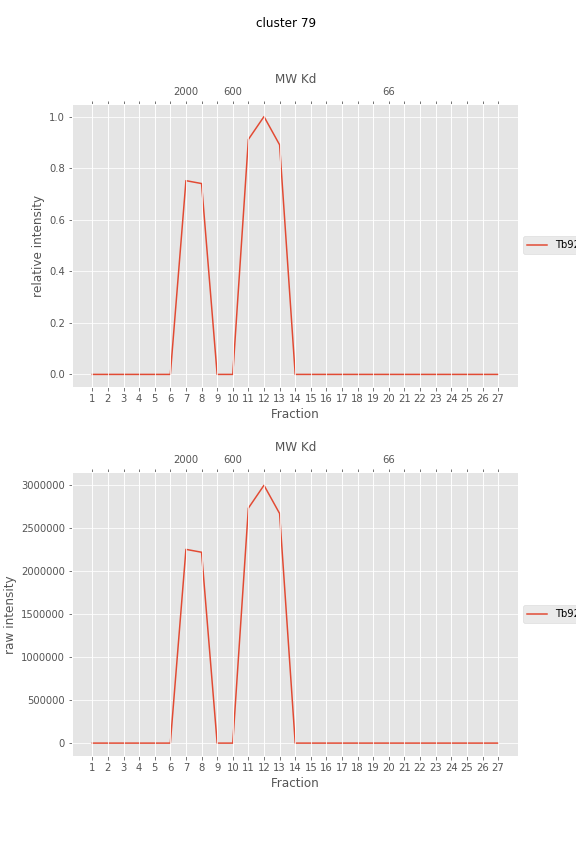 cluster 79
MW Kd
2000 600 66
1.0
0.8
0.6
0.4
0.2
0.0
relative intensity
1 2 3 4 5 6 7 8 9 10 11 12 13 14 15 16 17 18 19 20 21 22 23 24 25 26 27
Fraction
Tb92
MW Kd
2000 600 66
3000000
2500000
2000000
1500000
1000000
500000
0
raw intensity
1 2 3 4 5 6 7 8 9 10 11 12 13 14 15 16 17 18 19 20 21 22 23 24 25 26 27
Fraction
Tb92